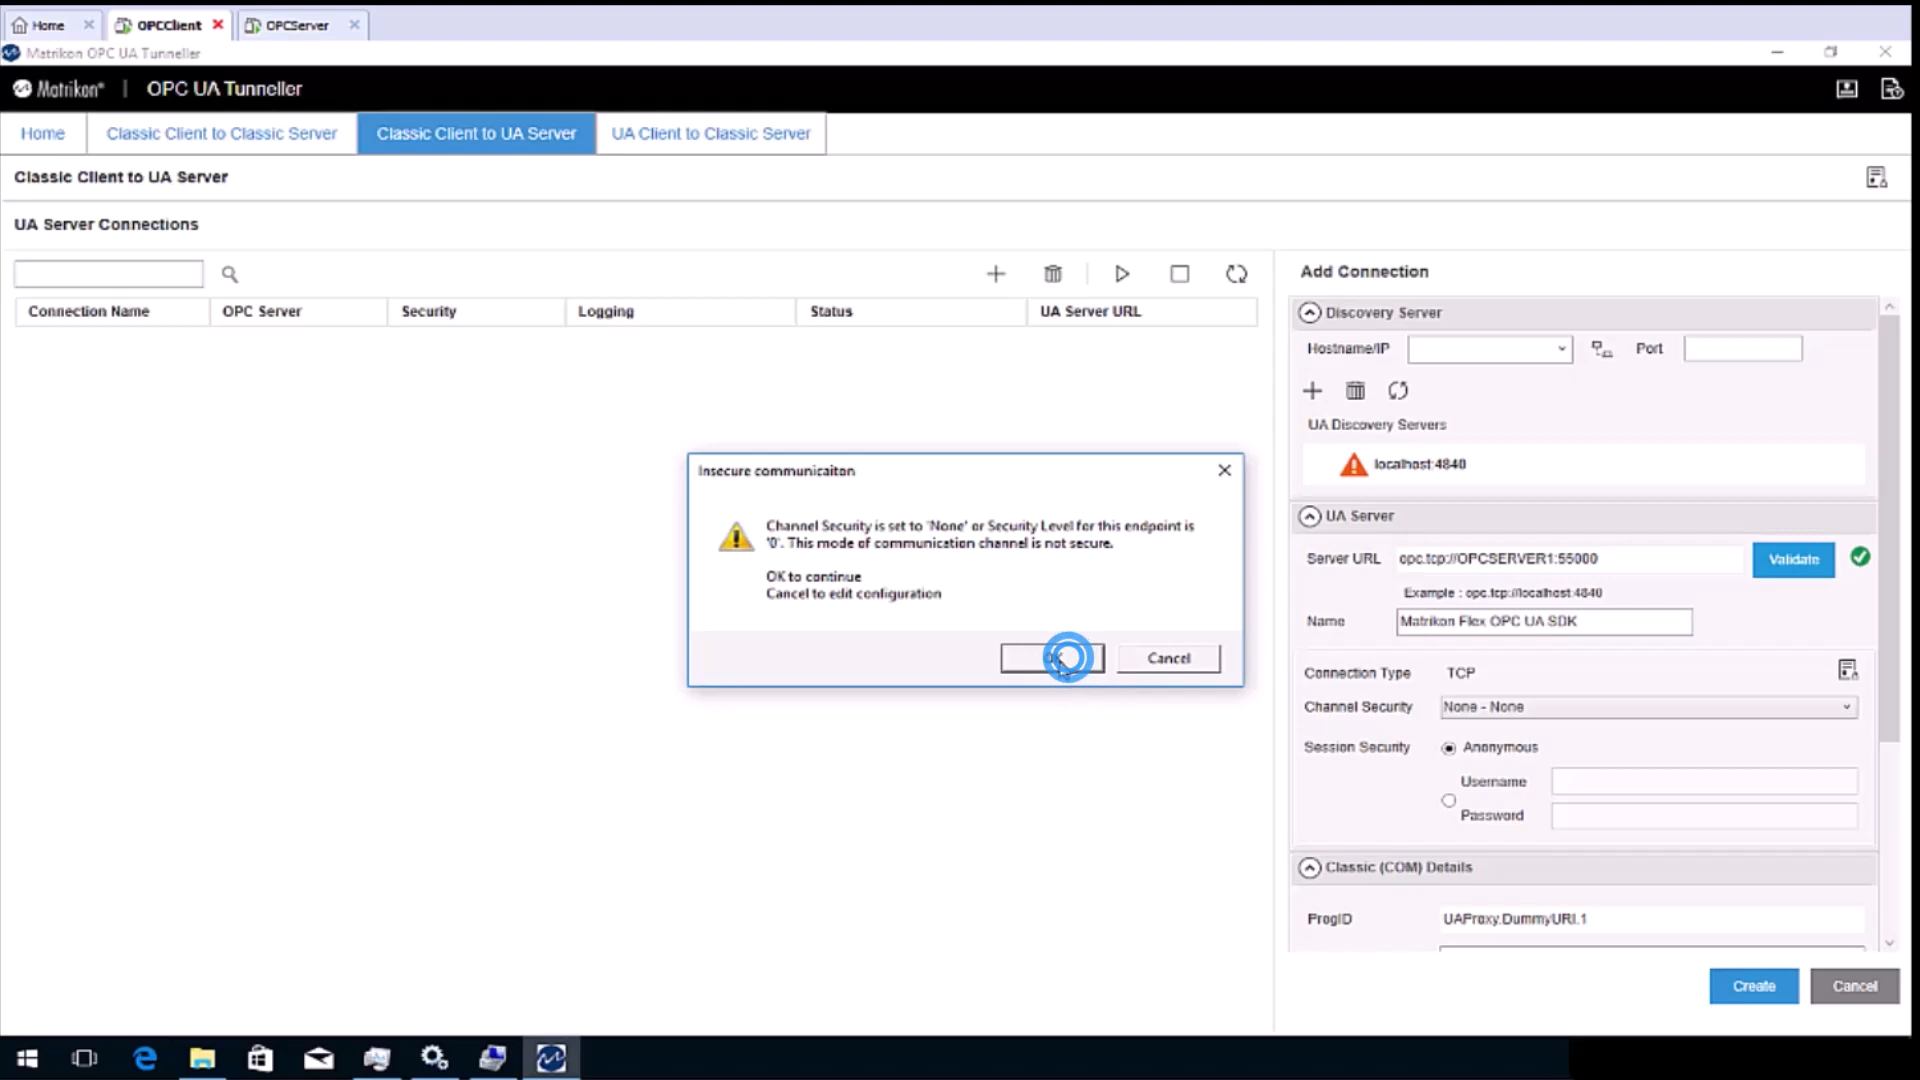 Home
OPCClient
OPCServer
Matrikon OPC UA Tunneller
Matrikon®
OPC UA Tunneller
Home
Classic Client to Classic Server
Classic Client to UA Server
UA Client to Classic Server
Classic Client to UA Server
UA Server Connections
Connection Name
OPC Server
Security
Logging
Status
UA Server URL
Add Connection
Discovery Server
Hostname/IP
Port
UA Discovery Servers
localhost:4840
UA Server
Server URL
opc.tcp://OPCSERVER1:55000
Validate
Example : opc.tcp://localhost:4840
Name
Matrikon Flex OPC UA SDK
Connection Type
TCP
Channel Security
None - None
Session Security
Anonymous
Username
Password
Classic (COM) Details
ProgID
UAProxy.DummyURI.1
Create
Cancel
Insecure communicaiton
Channel Security is set to 'None' or Security Level for this endpoint is
'0'. This mode of communication channel is not secure.
OK to continue
Cancel to edit configuration
Cancel